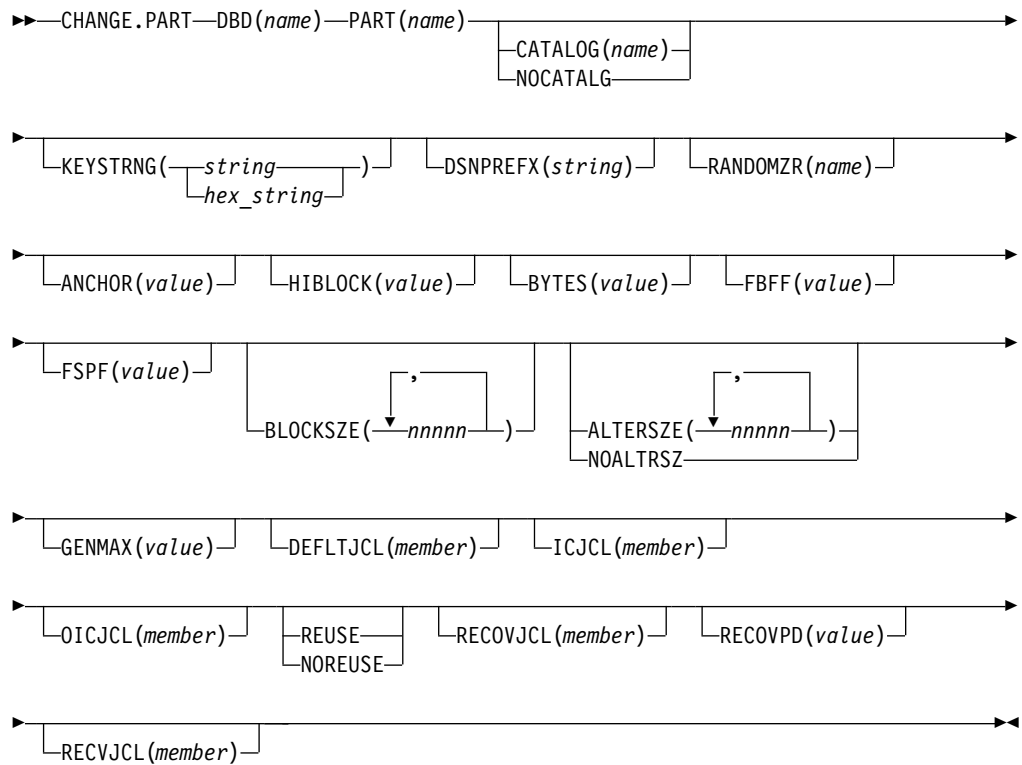 CHANGE.PART DBD(name) PART(name)
CATALOG(name)
NOCATALG
KEYSTRNG( string ) DSNPREFX(string) RANDOMZR(name)
hex_string
ANCHOR(value) HIBLOCK(value) BYTES(value) FBFF(value)
FSPF(value) , ,
BLOCKSZE( nnnnn ) ALTERSZE( nnnnn )
NOALTRSZ
GENMAX(value) DEFLTJCL(member) ICJCL(member)
OICJCL(member) REUSE RECOVJCL(member) RECOVPD(value)
NOREUSE
RECVJCL(member)